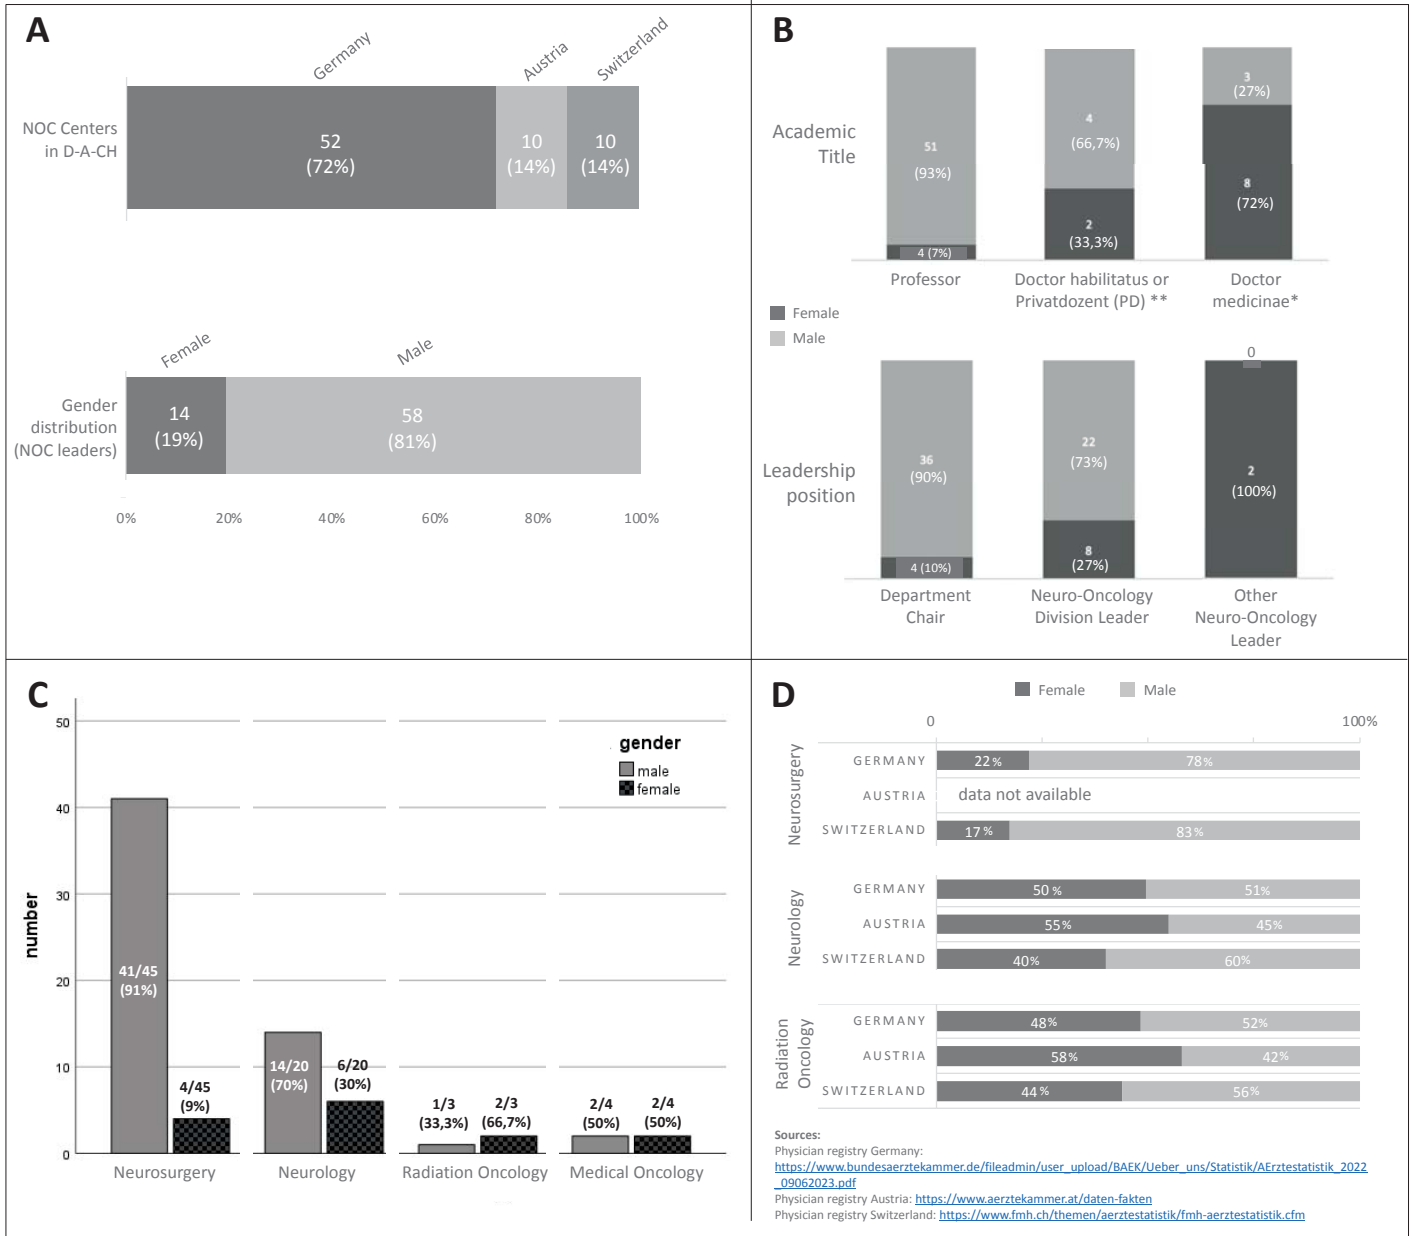 A
Germany
Austria
Switzerland
NOC Centers
in D-A-CH
52
(72%)
10
(14%)
10
(14%)
Female
Male
Gender
distribution
(NOC leaders)
14
(19%)
58
(81%)
0%
20%
40%
60%
80%
100%
B
Academic
Title
51
(93%)
4 (7%)
4
(66,7%)
2
(33,3%)
3
(27%)
8
(72%)
Professor
Doctor habilitatus or
Privatdozent (PD) **
Doctor
medicinae*
Female
Male
Leadership
position
36
(90%)
4 (10%)
22
(73%)
8
(27%)
0
2
(100%)
Department
Chair
Neuro-Oncology
Division Leader
Other
Neuro-Oncology
Leader
C
number
50
40
30
20
10
0
gender
male
female
41/45
(91%)
4/45
(9%)
14/20
(70%)
6/20
(30%)
1/3
(33,3%)
2/3
(66,7%)
2/4
(50%)
2/4
(50%)
Neurosurgery
Neurology
Radiation Oncology
Medical Oncology
D
Female
Male
0
100%
Neurosurgery
GERMANY
22%
78%
AUSTRIA
data not available
SWITZERLAND
17%
83%
Neurology
GERMANY
50%
51%
AUSTRIA
55%
45%
SWITZERLAND
40%
60%
Radiation
Oncology
GERMANY
48%
52%
AUSTRIA
58%
42%
SWITZERLAND
44%
56%
Sources:
Physician registry Germany:
https://www.bundesaerztekammer.de/fileadmin/user_upload/BAEK/Ueber_uns/Statistik/AErztestatistik_2022
_09062023.pdf
Physician registry Austria: https://www.aerztekammer.at/daten-fakten
Physician registry Switzerland: https://www.fmh.ch/themen/aerztestatistik/fmh-aerztestatistik.cfm